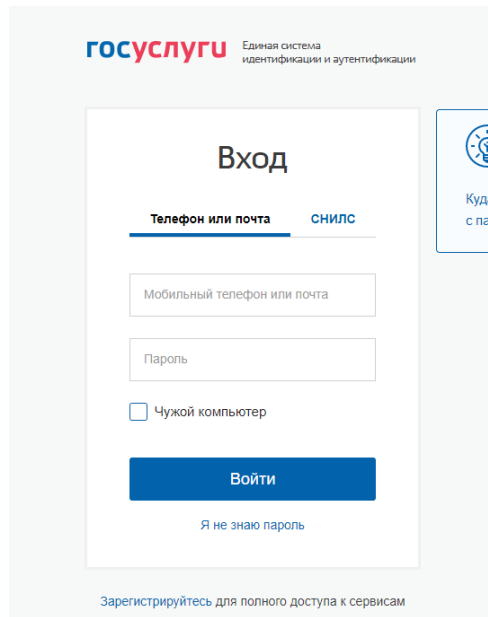 госуслуги
Единая система
идентификации и аутентификации
Вход
Телефон или почта
СНИЛС
Мобильный телефон или почта
Пароль
Чужой компьютер
Войти
Я не знаю пароль
Зарегистрируйтесь для полного доступа к сервисам